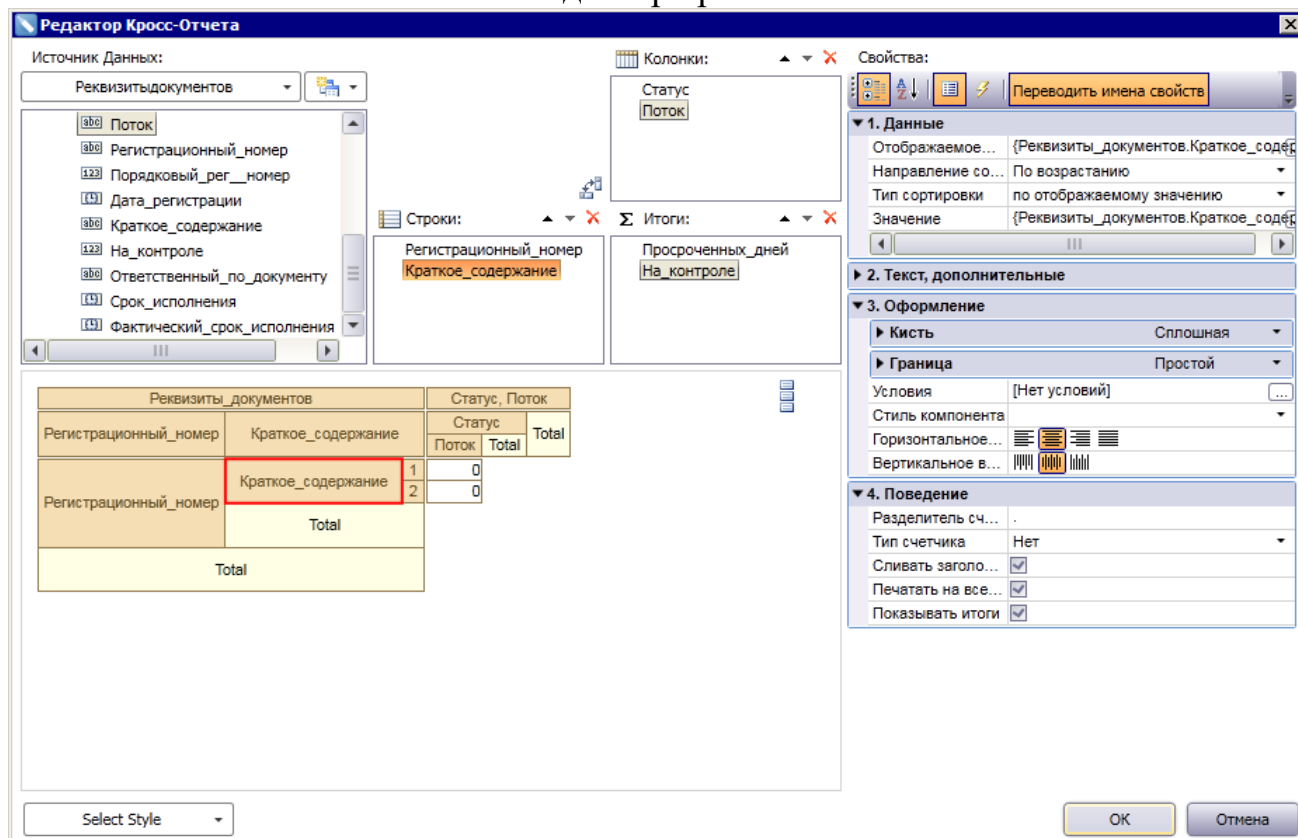 Редактор Кросс-Отчета
Источник Данных:
Реквизитыдокументов
Поток
Регистрационный_номер
Порядковый_рег__номер
Дата_регистрации
Краткое_содержание
На_контроле
Ответственный_по_документу
Срок_исполнения
Фактический_срок_исполнения
Колонки:
Статус
Поток
Строки:
Регистрационный_номер
Краткое_содержание
Σ Итоги:
Просроченных_дней
На_контроле
Реквизиты_документов
Статус, Поток
Регистрационный_номер
Краткое_содержание
Статус
Total
Поток
Total
Регистрационный_номер
Краткое_содержание
1
0
2
0
Total
Total
Select Style
Свойства:
Переводить имена свойств
1. Данные
Отображаемое... {Реквизиты_документов.Краткое_содер
Направление со... По возрастанию
Тип сортировки по отображаемому значению
Значение {Реквизиты_документов.Краткое_содер
2. Текст, дополнительные
3. Оформление
Кисть Сплошная
Граница Простой
Условия [Нет условий] ...
Стиль компонента
Горизонтальное...
Вертикальное в...
4. Поведение
Разделитель сч... .
Тип счетчика Нет
Сливать заголо...
Печатать на все...
Показывать итоги
OK
Отмена